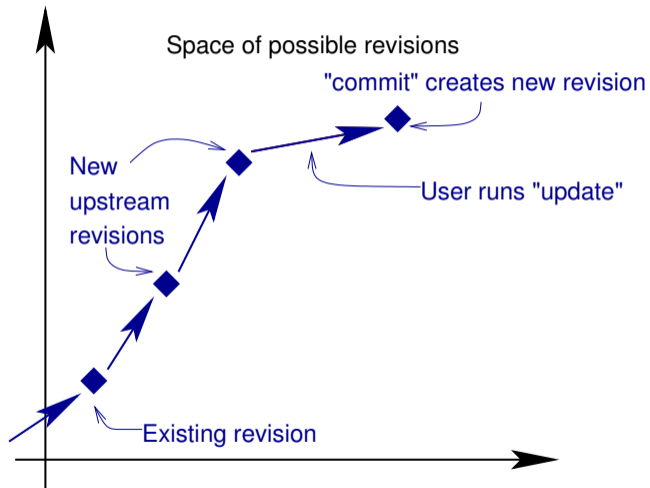 Space of possible revisions
"commit" creates new revision
New
upstream
revisions
User runs "update"
Existing revision